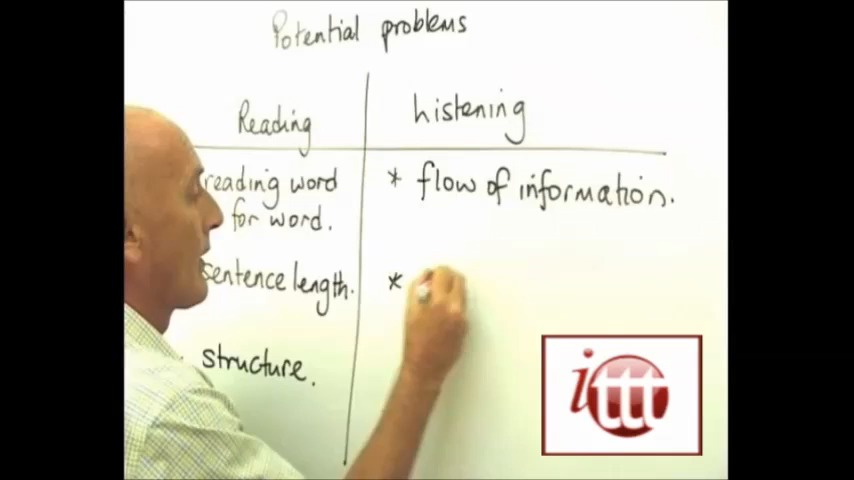 Potential problems
Reading
Listening
reading word
for word.
* flow of information.
sentence length.
*
structure.
ittt